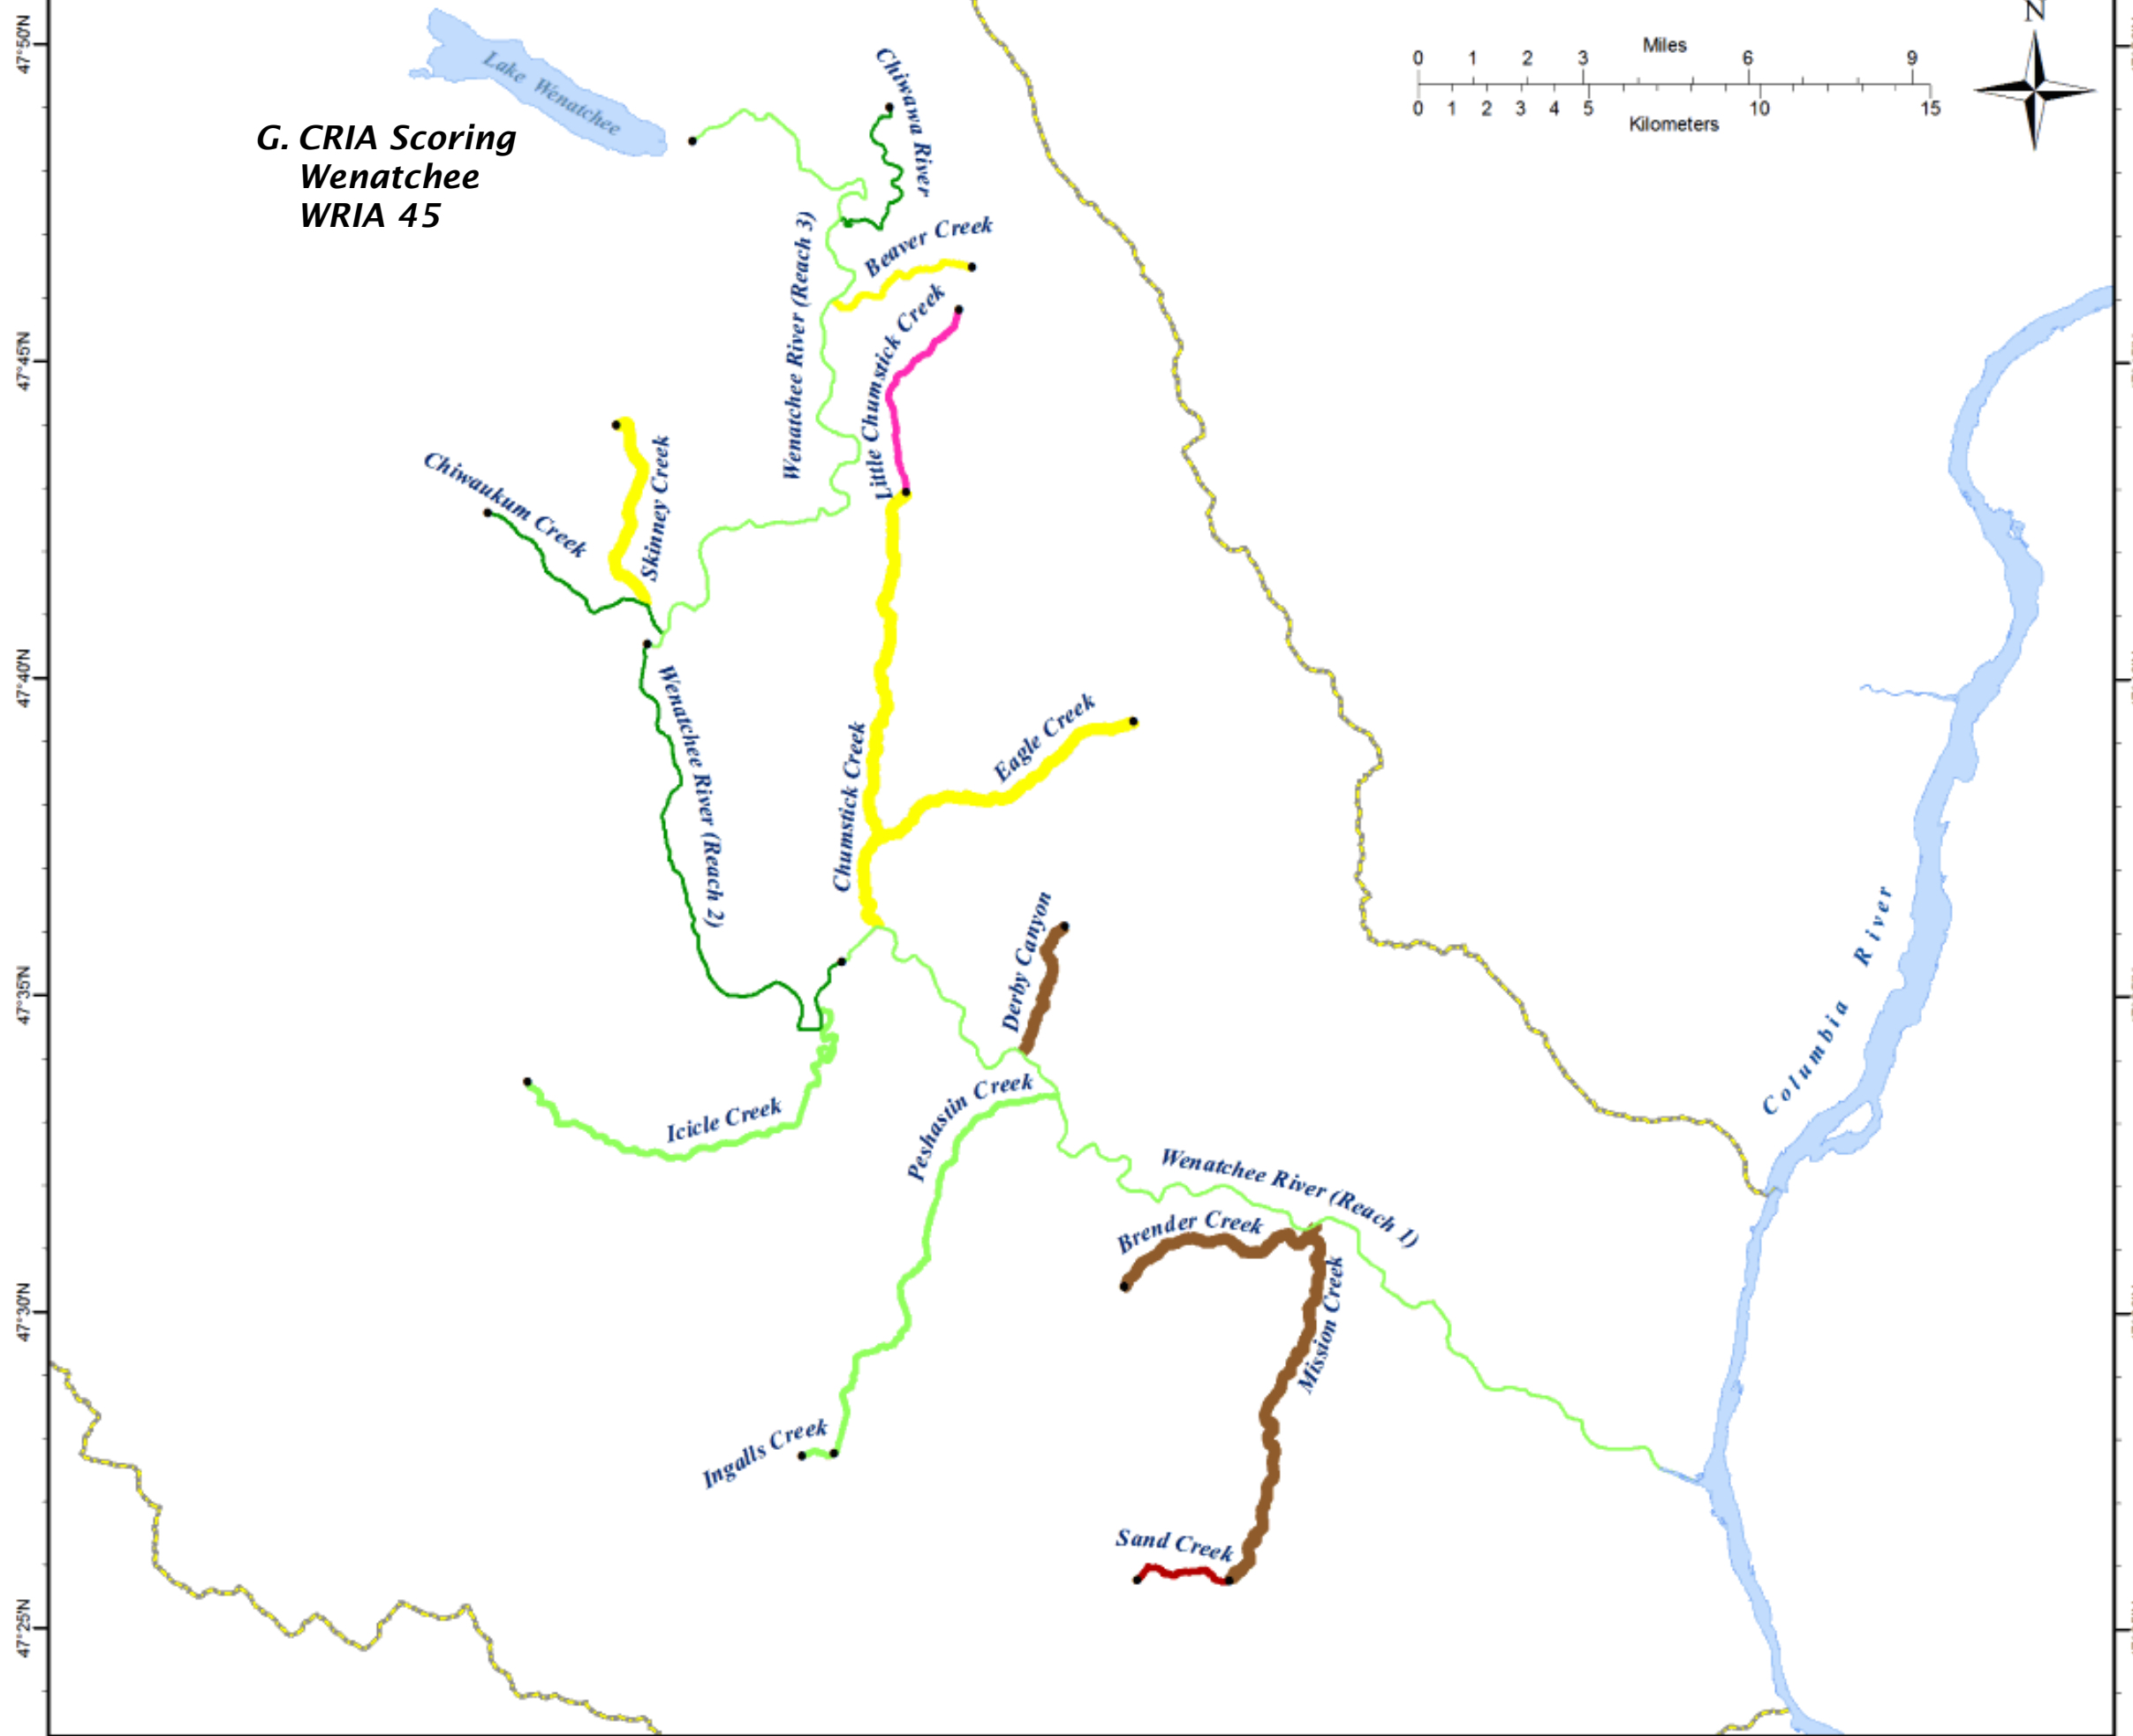 N
Miles
0 1 2 3 6 9
0 1 2 3 4 5 10 15
Kilometers
47°50'N
47°45'N
47°40'N
47°35'N
47°30'N
47°25'N
Lake Wenatchee
G. CRIA Scoring
Wenatchee
WRIA 45
Chiwawa River
Wenatchee River (Reach 3)
Beaver Creek
Little Chumstick Creek
Chiwaukum Creek
Skinney Creek
Wenatchee River (Reach 2)
Chumstick Creek
Eagle Creek
Derby Canyon
Columbia River
Icicle Creek
Peshastin Creek
Wenatchee River (Reach 1)
Brender Creek
Mission Creek
Ingalls Creek
Sand Creek